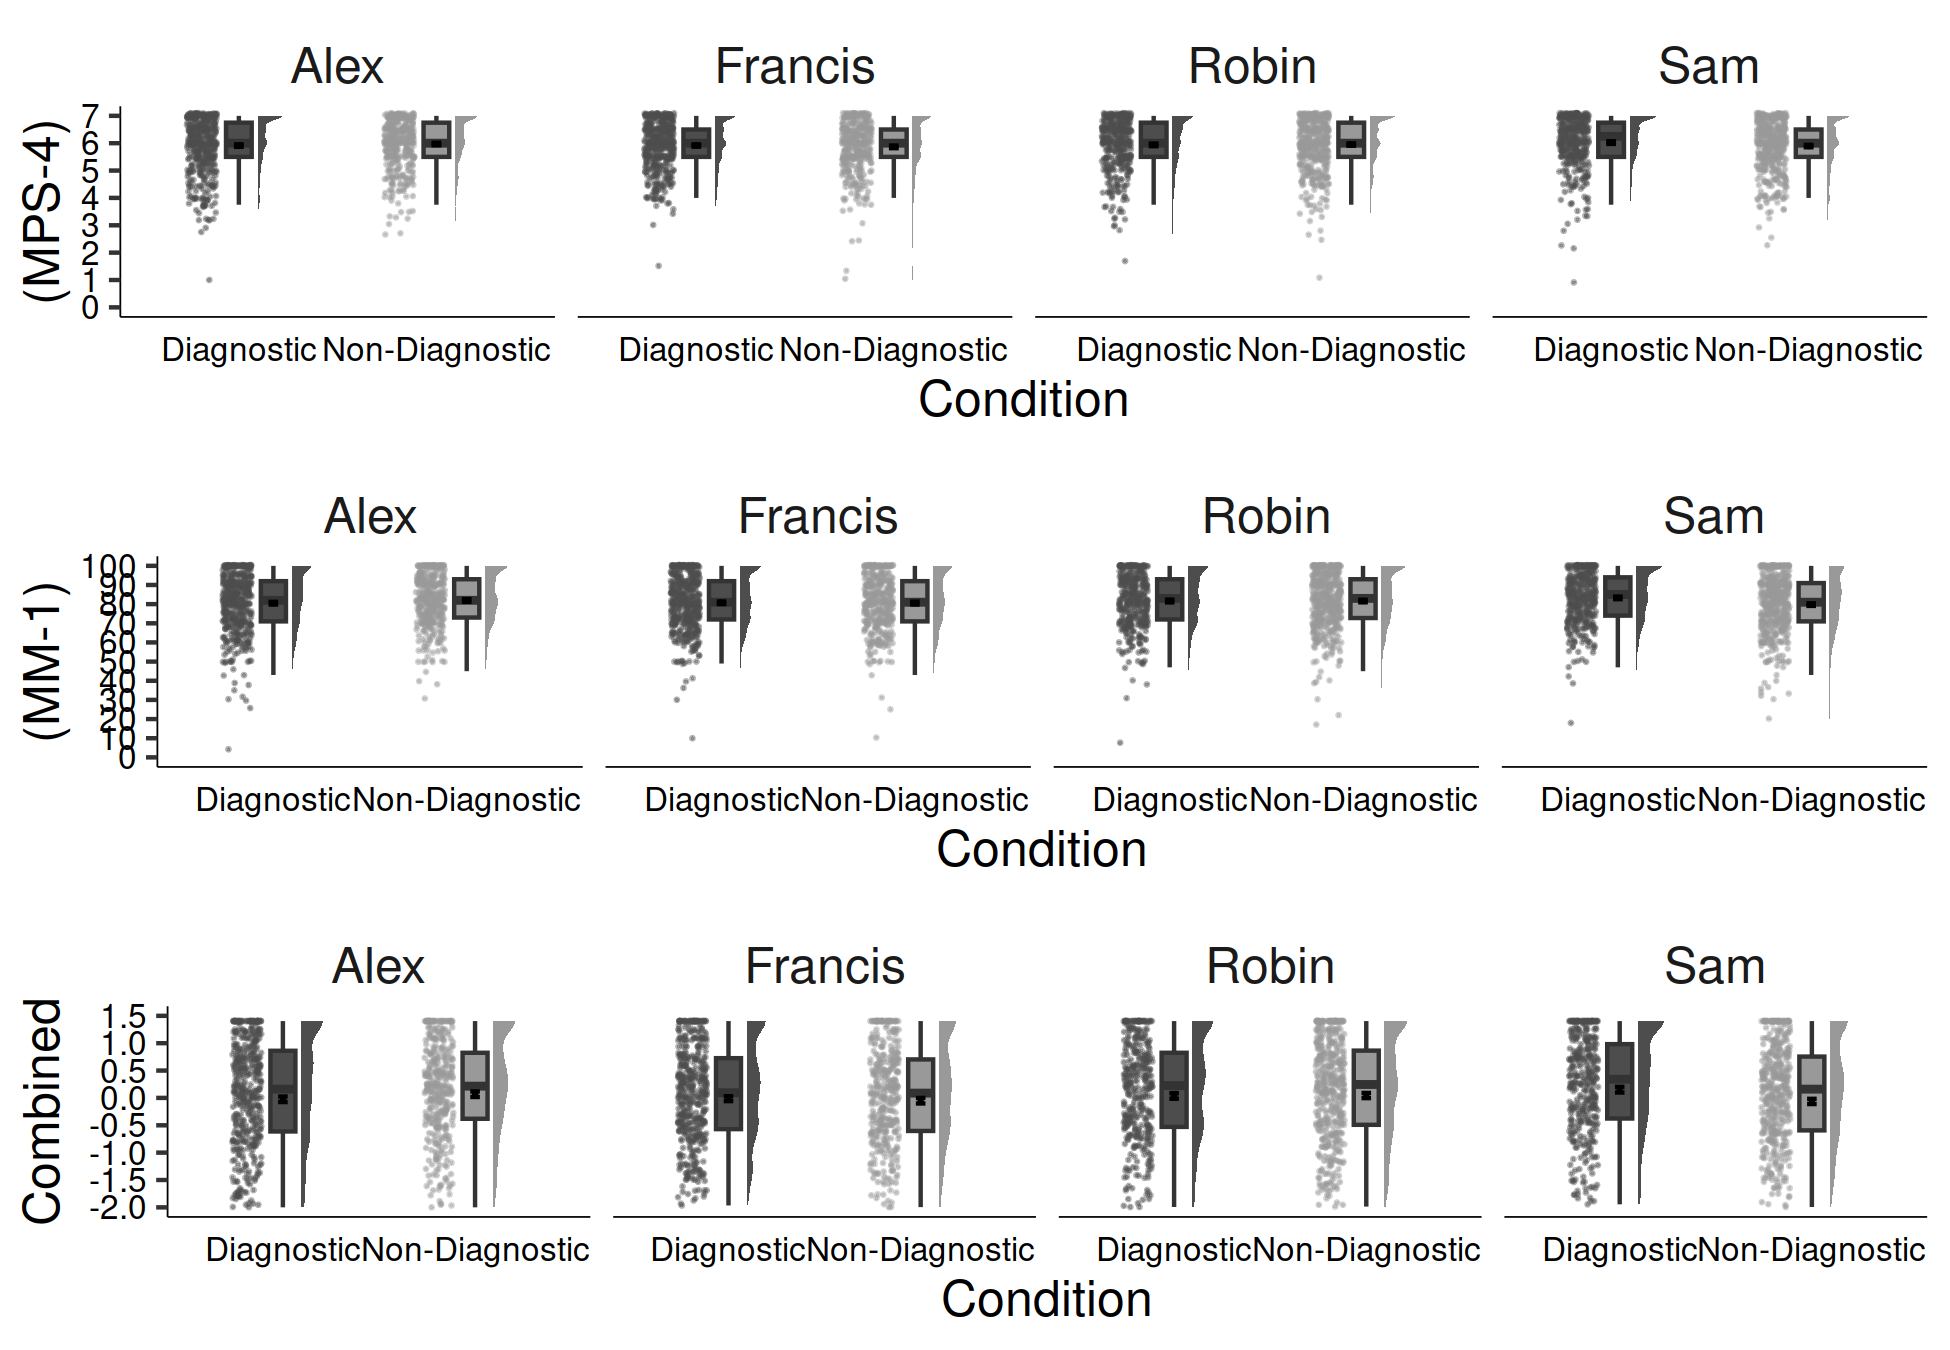 Alex Francis Robin Sam
(MPS-4)
7
6
5
4
3
2
1
0
Diagnostic Non-Diagnostic Diagnostic Non-Diagnostic Diagnostic Non-Diagnostic Diagnostic Non-Diagnostic
Condition
Alex Francis Robin Sam
(MM-1)
100
90
80
70
60
50
40
30
20
10
0
Diagnostic Non-Diagnostic Diagnostic Non-Diagnostic Diagnostic Non-Diagnostic Diagnostic Non-Diagnostic
Condition
Alex Francis Robin Sam
Combined
1.5
1.0
0.5
0.0
-0.5
-1.0
-1.5
-2.0
Diagnostic Non-Diagnostic Diagnostic Non-Diagnostic Diagnostic Non-Diagnostic Diagnostic Non-Diagnostic
Condition